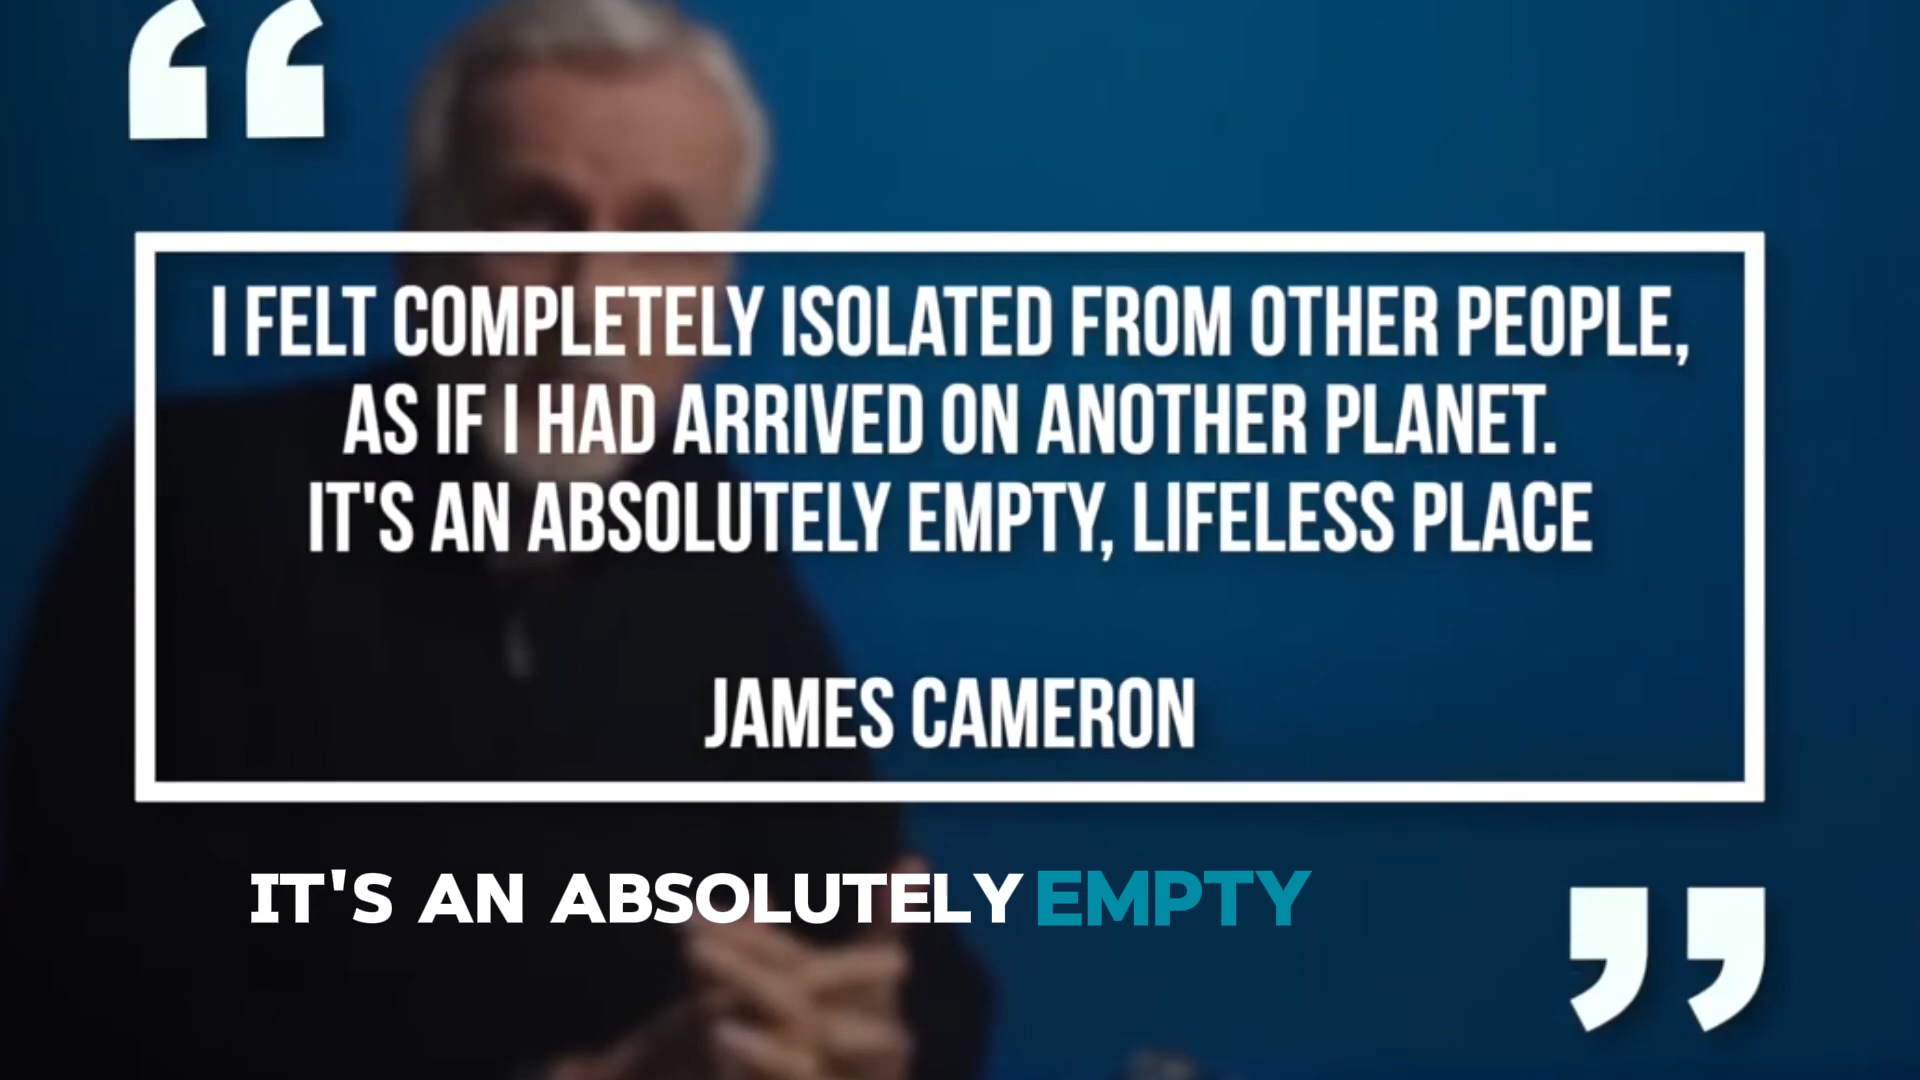 “
I FELT COMPLETELY ISOLATED FROM OTHER PEOPLE,
AS IF I HAD ARRIVED ON ANOTHER PLANET.
IT'S AN ABSOLUTELY EMPTY, LIFELESS PLACE
JAMES CAMERON
IT'S AN ABSOLUTELY EMPTY
”